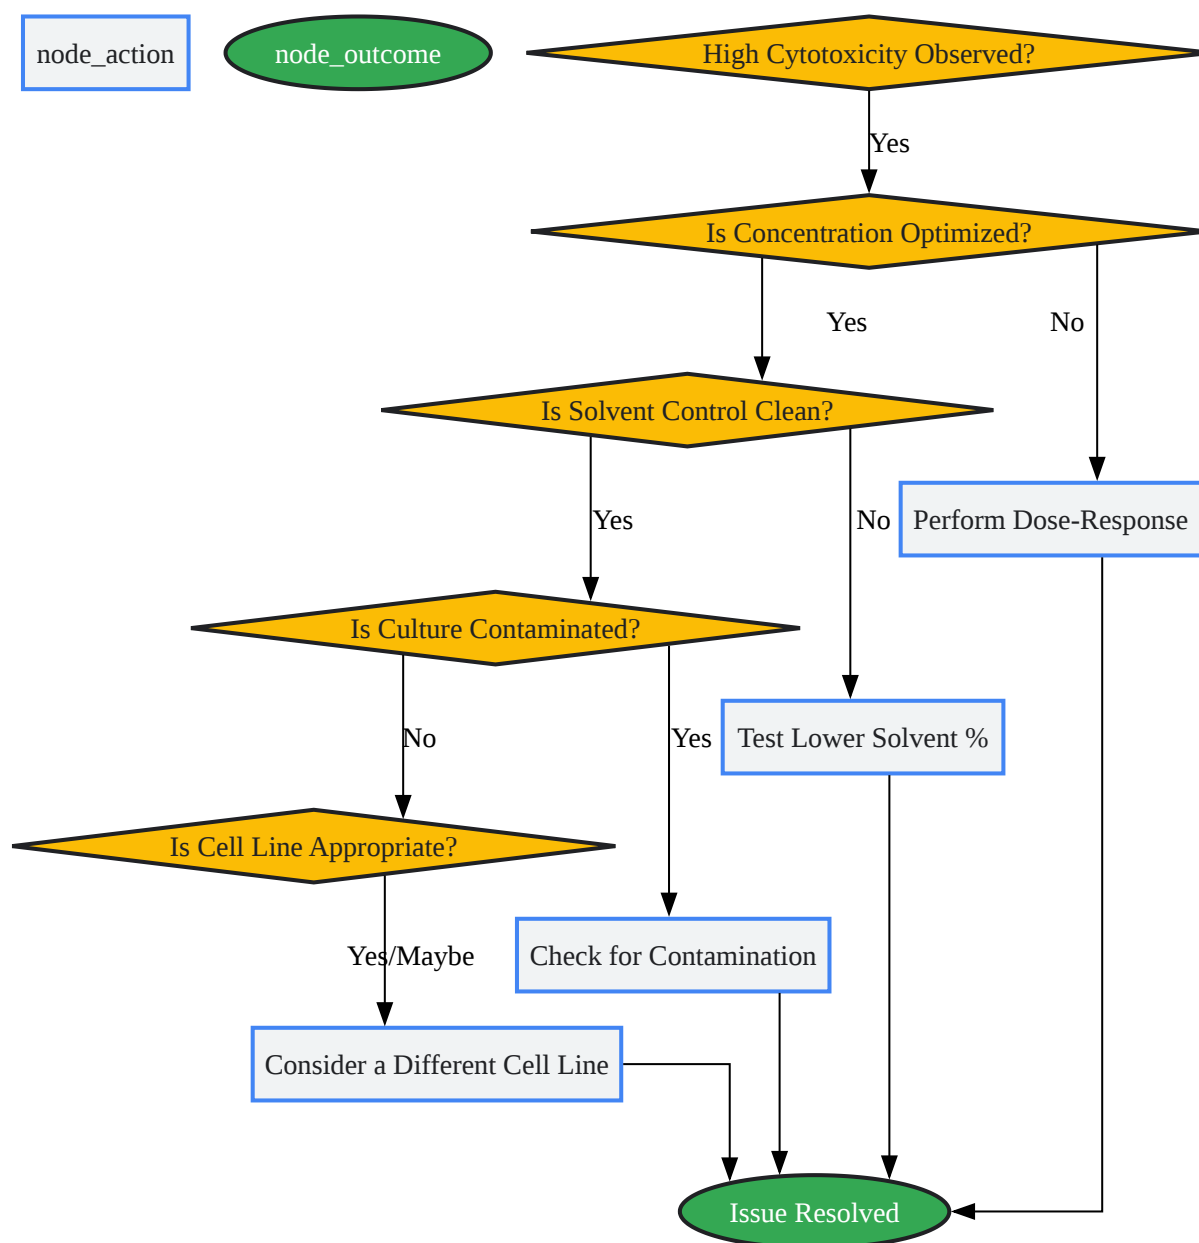 node_action
node_outcome
High Cytotoxicity Observed?
Yes
Is Concentration Optimized?
Yes
No
Is Solvent Control Clean?
Yes
No
Perform Dose-Response
Is Culture Contaminated?
No
Yes
Test Lower Solvent %
Is Cell Line Appropriate?
Yes/Maybe
Check for Contamination
Consider a Different Cell Line
Issue Resolved